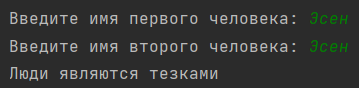 Введите имя первого человека: Эсен
Введите имя второго человека: Эсен
Люди являются тезками